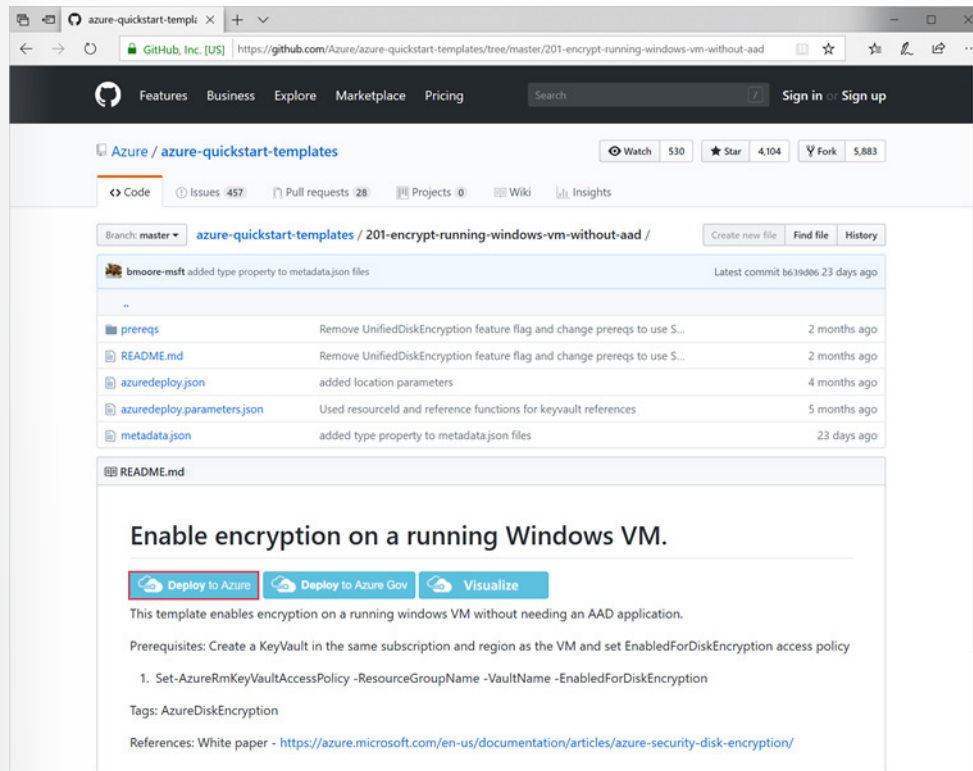 azure-quickstart-templa
GitHub, Inc. [US] https://github.com/Azure/azure-quickstart-templates/tree/master/201-encrypt-running-windows-vm-without-aad
Features Business Explore Marketplace Pricing Search / Sign in or Sign up
Azure / azure-quickstart-templates Watch 530 Star 4,104 Fork 5,883
Code Issues 457 Pull requests 28 Projects 0 Wiki Insights
Branch: master azure-quickstart-templates / 201-encrypt-running-windows-vm-without-aad / Create new file Find file History
bmoore-msft added type property to metadata.json files Latest commit b639d06 23 days ago
..
prereqs Remove UnifiedDiskEncryption feature flag and change prereqs to use S... 2 months ago
README.md Remove UnifiedDiskEncryption feature flag and change prereqs to use S... 2 months ago
azuredeploy.json added location parameters 4 months ago
azuredeploy.parameters.json Used resourceId and reference functions for keyvault references 5 months ago
metadata.json added type property to metadata.json files 23 days ago
README.md
Enable encryption on a running Windows VM.
Deploy to Azure Deploy to Azure Gov Visualize
This template enables encryption on a running windows VM without needing an AAD application.
Prerequisites: Create a KeyVault in the same subscription and region as the VM and set EnabledForDiskEncryption access policy
1. Set-AzureRmKeyVaultAccessPolicy -ResourceGroupName -VaultName -EnabledForDiskEncryption
Tags: AzureDiskEncryption
References: White paper - https://azure.microsoft.com/en-us/documentation/articles/azure-security-disk-encryption/